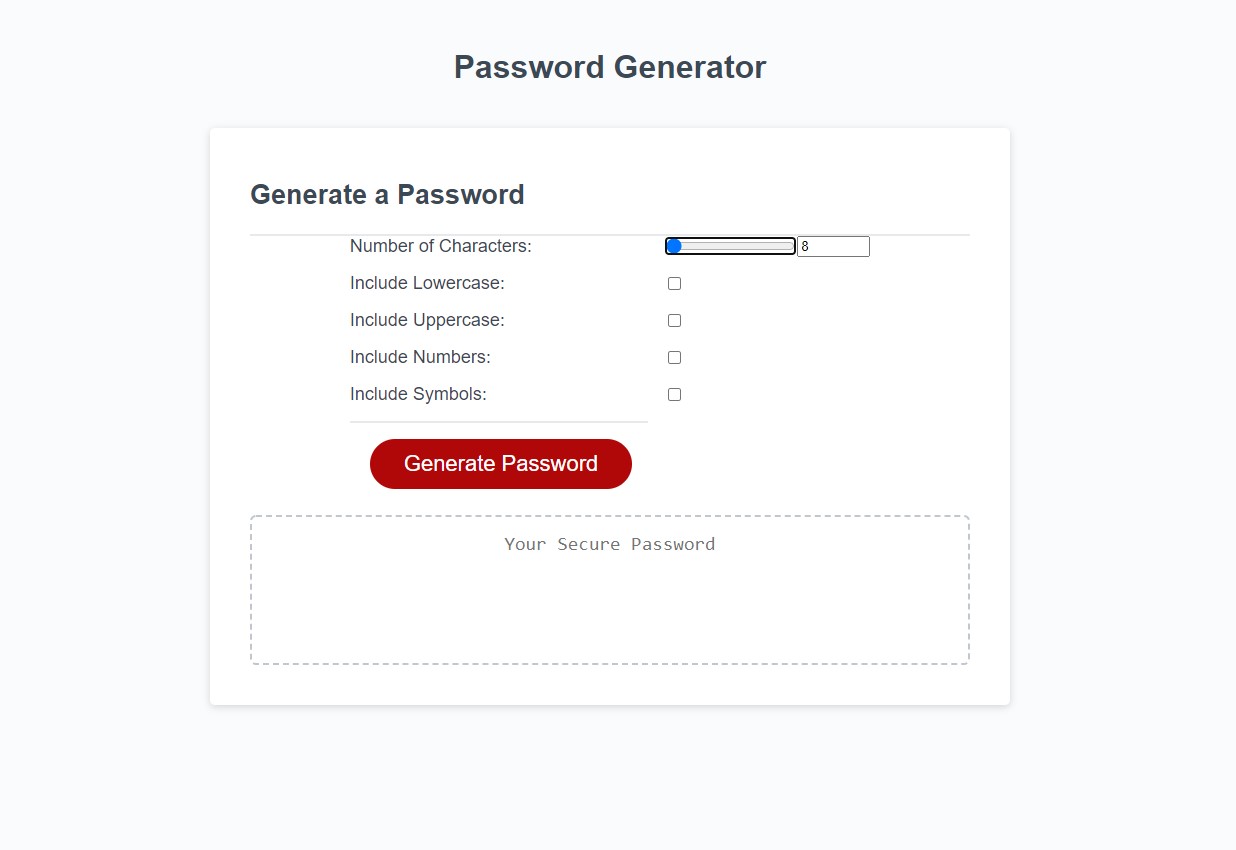 Password Generator
Generate a Password
Number of Characters: 8
Include Lowercase:
Include Uppercase:
Include Numbers:
Include Symbols:
Generate Password
Your Secure Password